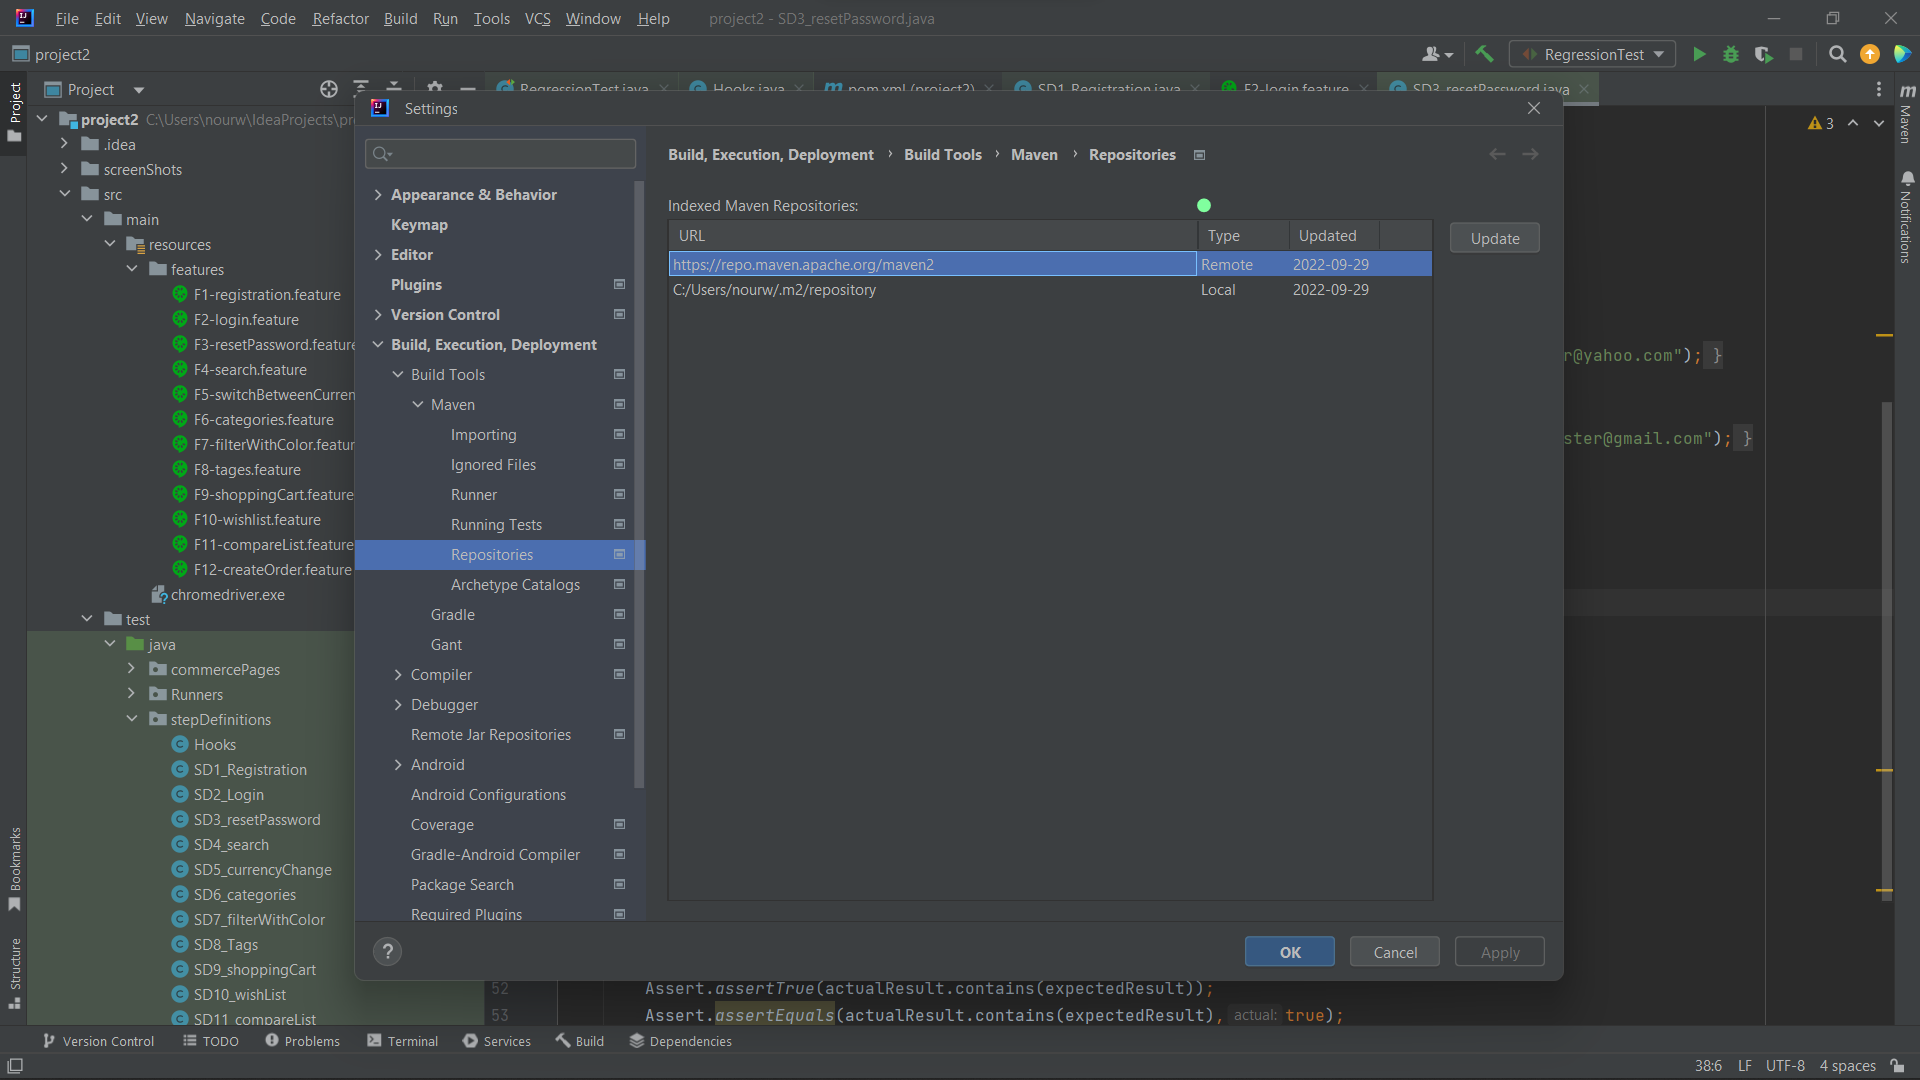 File Edit View Navigate Code Refactor Build Run Tools VCS Window Help project2 - SD3_resetPassword.java
project2
RegressionTest
Project
RegressionTest.java
Hooks.java
pom.xml (project2)
SD1_Registration.java
F2-login.feature
SD3_resetPassword.java
Project
Bookmarks
Structure
Maven
Notifications
3
project2 C:\Users\nourw\IdeaProjects\pr
.idea
screenShots
src
main
resources
features
F1-registration.feature
F2-login.feature
F3-resetPassword.feature
F4-search.feature
F5-switchBetweenCurren
F6-categories.feature
F7-filterWithColor.featur
F8-tages.feature
F9-shoppingCart.feature
F10-wishlist.feature
F11-compareList.feature
F12-createOrder.feature
chromedriver.exe
test
java
commercePages
Runners
stepDefinitions
Hooks
SD1_Registration
SD2_Login
SD3_resetPassword
SD4_search
SD5_currencyChange
SD6_categories
SD7_filterWithColor
SD8_Tags
SD9_shoppingCart
SD10_wishList
SD11_compareList
Settings
Appearance & Behavior
Keymap
Editor
Plugins
Version Control
Build, Execution, Deployment
Build Tools
Maven
Importing
Ignored Files
Runner
Running Tests
Repositories
Archetype Catalogs
Gradle
Gant
Compiler
Debugger
Remote Jar Repositories
Android
Android Configurations
Coverage
Gradle-Android Compiler
Package Search
Required Plugins
Build, Execution, Deployment › Build Tools › Maven › Repositories
Indexed Maven Repositories:
URL Type Updated
https://repo.maven.apache.org/maven2 Remote 2022-09-29
C:/Users/nourw/.m2/repository Local 2022-09-29
Update
?
OK
Cancel
Apply
r@yahoo.com"); }
ster@gmail.com"); }
52 Assert.assertTrue(actualResult.contains(expectedResult));
53 Assert.assertEquals(actualResult.contains(expectedResult), actual: true);
Version Control TODO Problems Terminal Services Build Dependencies
38:6 LF UTF-8 4 spaces